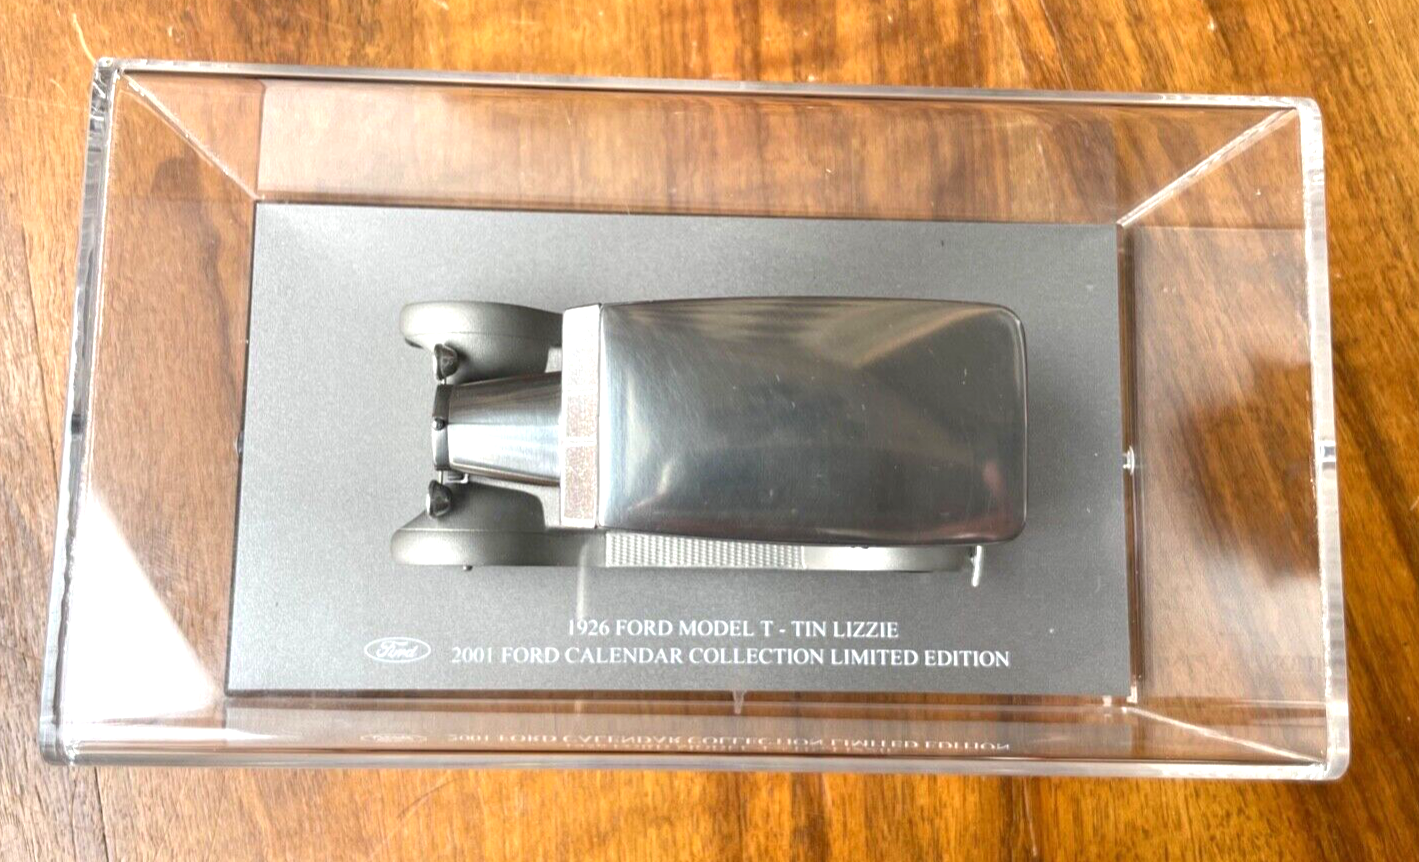 1926 FORD MODEL T - TIN LIZZIE
Ford
2001 FORD CALENDAR COLLECTION LIMITED EDITION